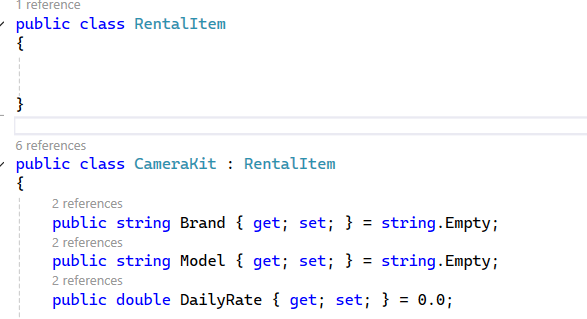 1 reference
public class RentalItem
{
}
6 references
public class CameraKit : RentalItem
{
2 references
public string Brand { get; set; } = string.Empty;
2 references
public string Model { get; set; } = string.Empty;
2 references
public double DailyRate { get; set; } = 0.0;